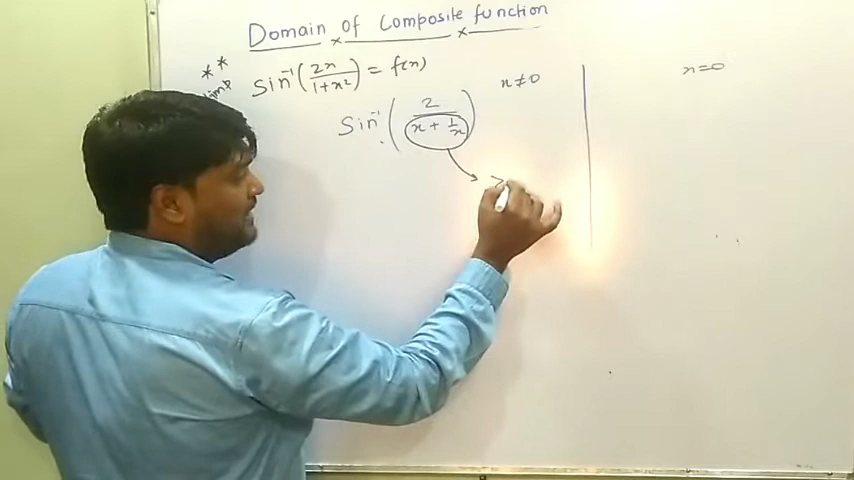 Domain of Composite function
** Imp
Sin⁻¹(2x/1+x²) = f(x)
x≠0
x=0
Sin⁻¹(2/x+1/x)
→ >